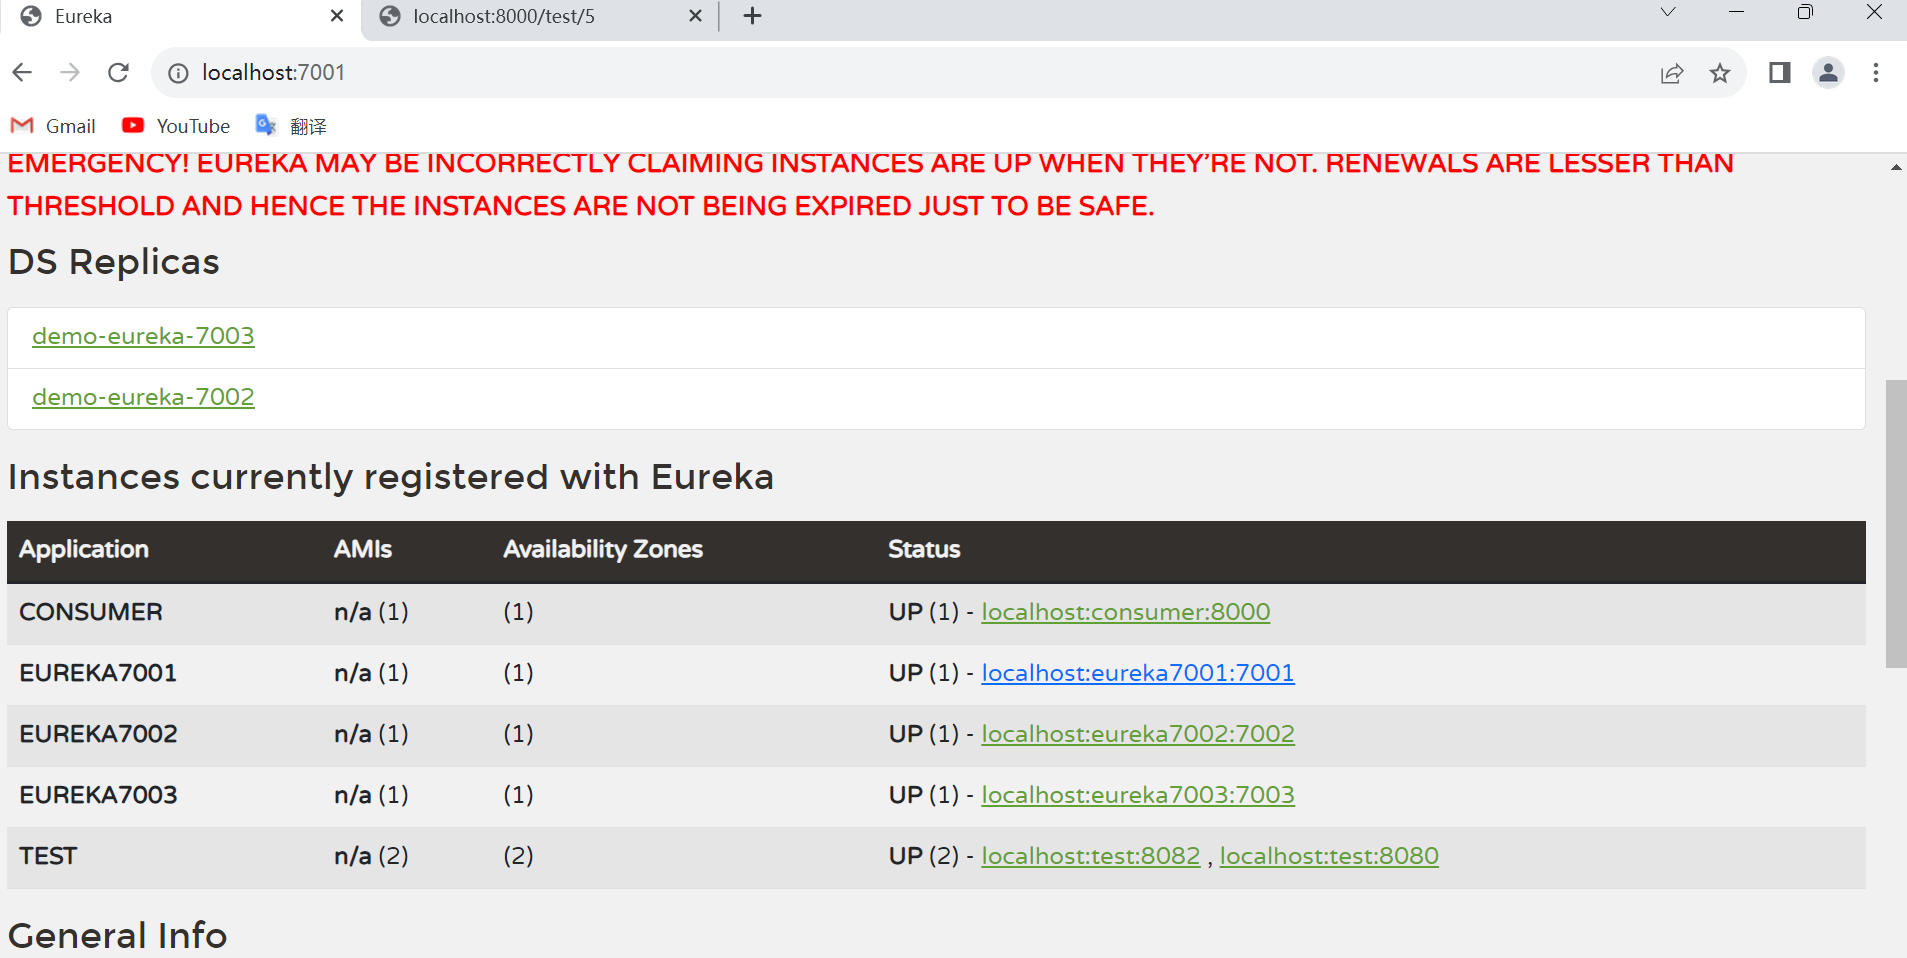 Eureka
localhost:8000/test/5
localhost:7001
Gmail YouTube 翻译
EMERGENCY! EUREKA MAY BE INCORRECTLY CLAIMING INSTANCES ARE UP WHEN THEY'RE NOT. RENEWALS ARE LESSER THAN
THRESHOLD AND HENCE THE INSTANCES ARE NOT BEING EXPIRED JUST TO BE SAFE.
DS Replicas
demo-eureka-7003
demo-eureka-7002
Instances currently registered with Eureka
Application AMIs Availability Zones Status
CONSUMER n/a (1) (1) UP (1) - localhost:consumer:8000
EUREKA7001 n/a (1) (1) UP (1) - localhost:eureka7001:7001
EUREKA7002 n/a (1) (1) UP (1) - localhost:eureka7002:7002
EUREKA7003 n/a (1) (1) UP (1) - localhost:eureka7003:7003
TEST n/a (2) (2) UP (2) - localhost:test:8082 , localhost:test:8080
General Info